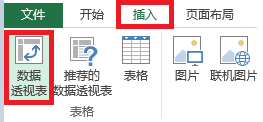 文件 开始 插入 页面布局
数据
透视表
推荐的
数据透视表
表格
图片
联机图片
表格